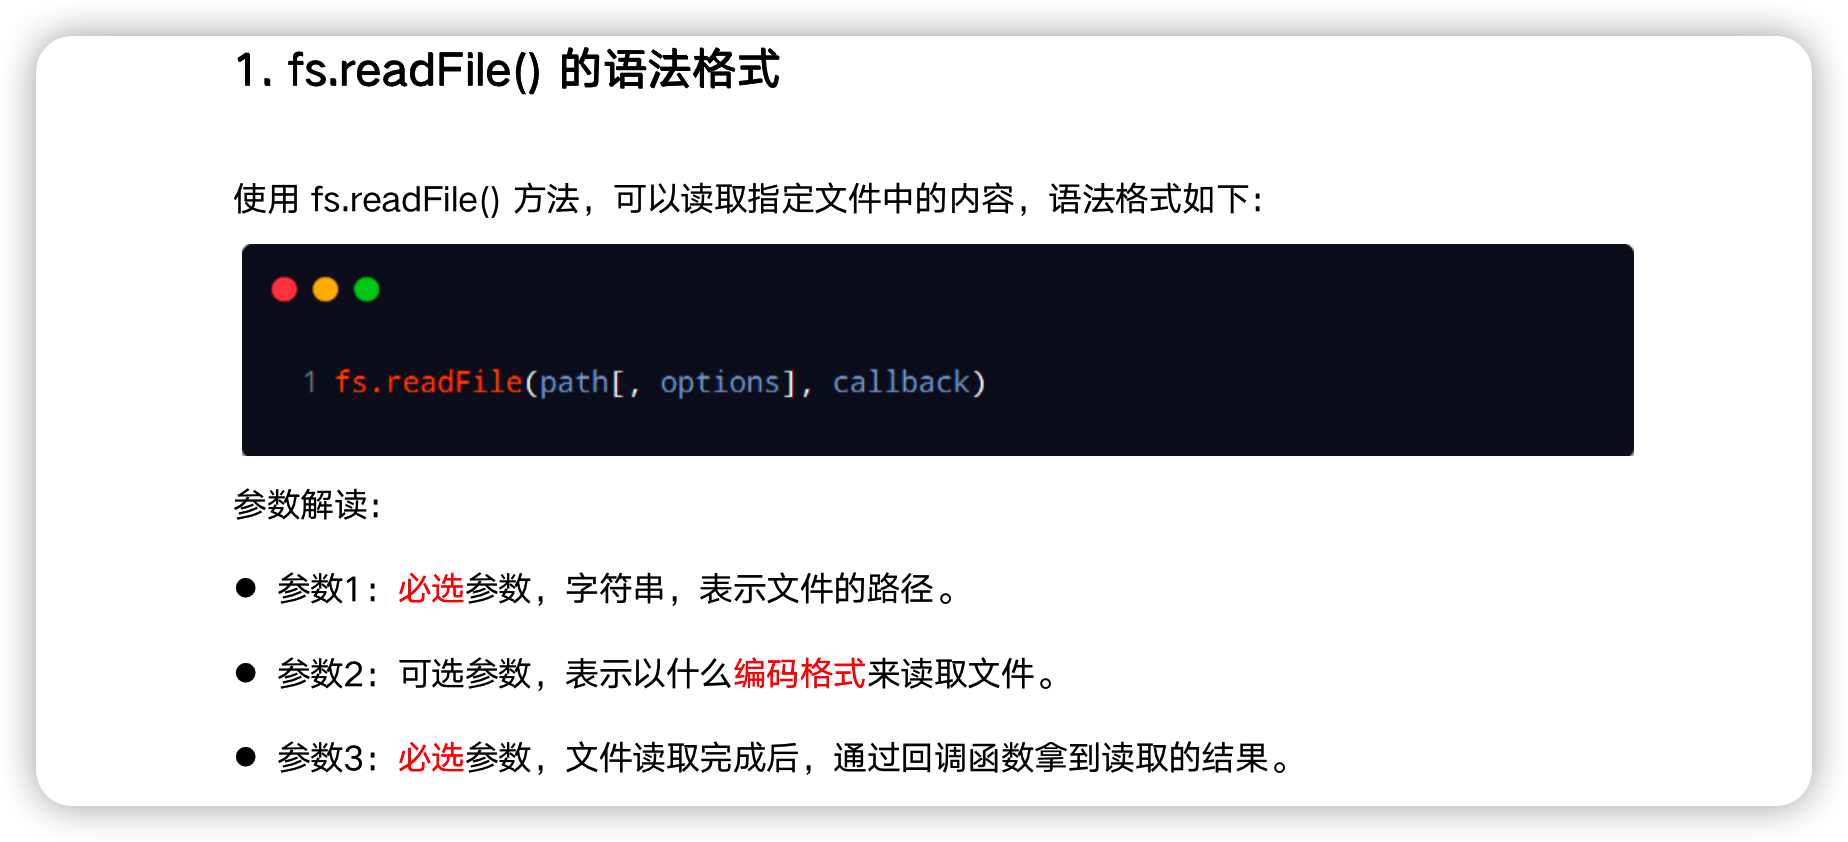 1. fs.readFile() 的语法格式
使用 fs.readFile() 方法，可以读取指定文件中的内容，语法格式如下：
1 fs.readFile(path[, options], callback)
参数解读：
● 参数1：必选参数，字符串，表示文件的路径。
● 参数2：可选参数，表示以什么编码格式来读取文件。
● 参数3：必选参数，文件读取完成后，通过回调函数拿到读取的结果。